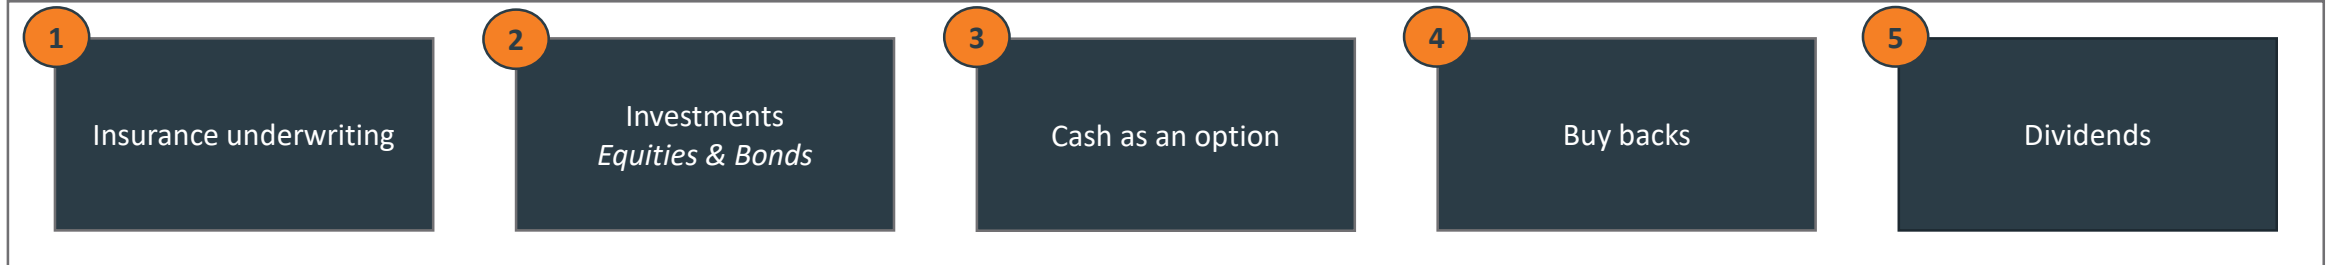 1
Insurance underwriting
2
Investments
Equities & Bonds
3
Cash as an option
4
Buy backs
5
Dividends